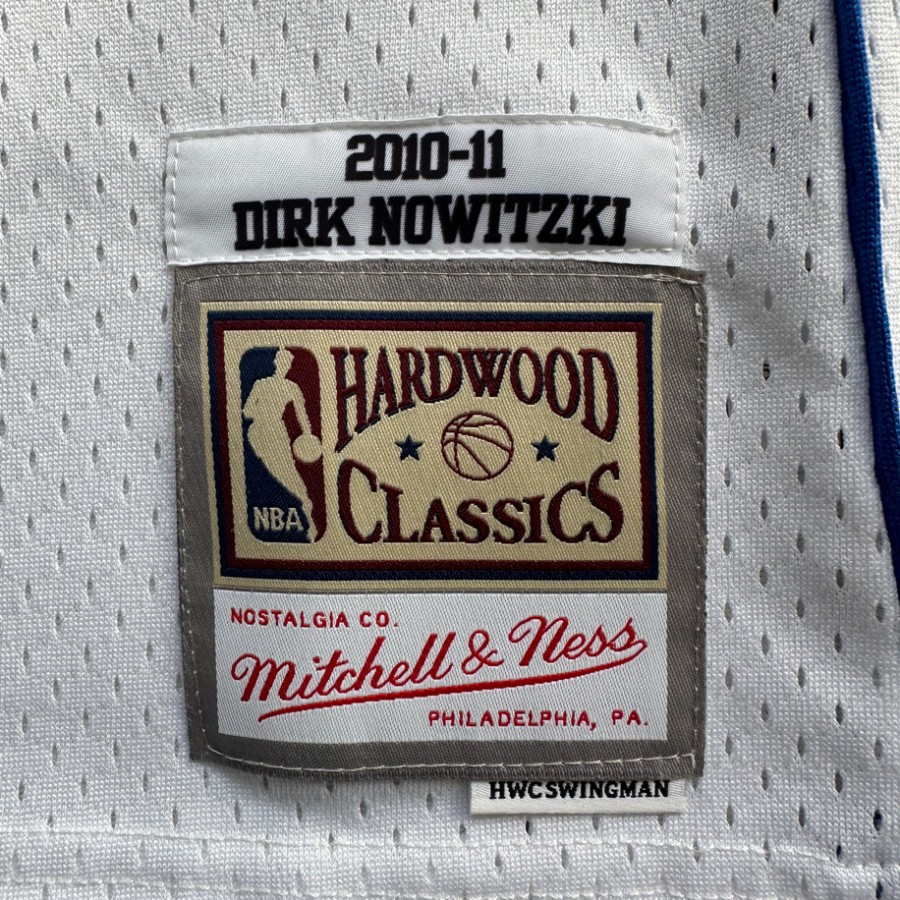 2010-11
DIRK NOWITZKI
HARDWOOD
CLASSICS
NBA
NOSTALGIA CO.
Mitchell & Ness
PHILADELPHIA, PA.
HWCSWINGMAN